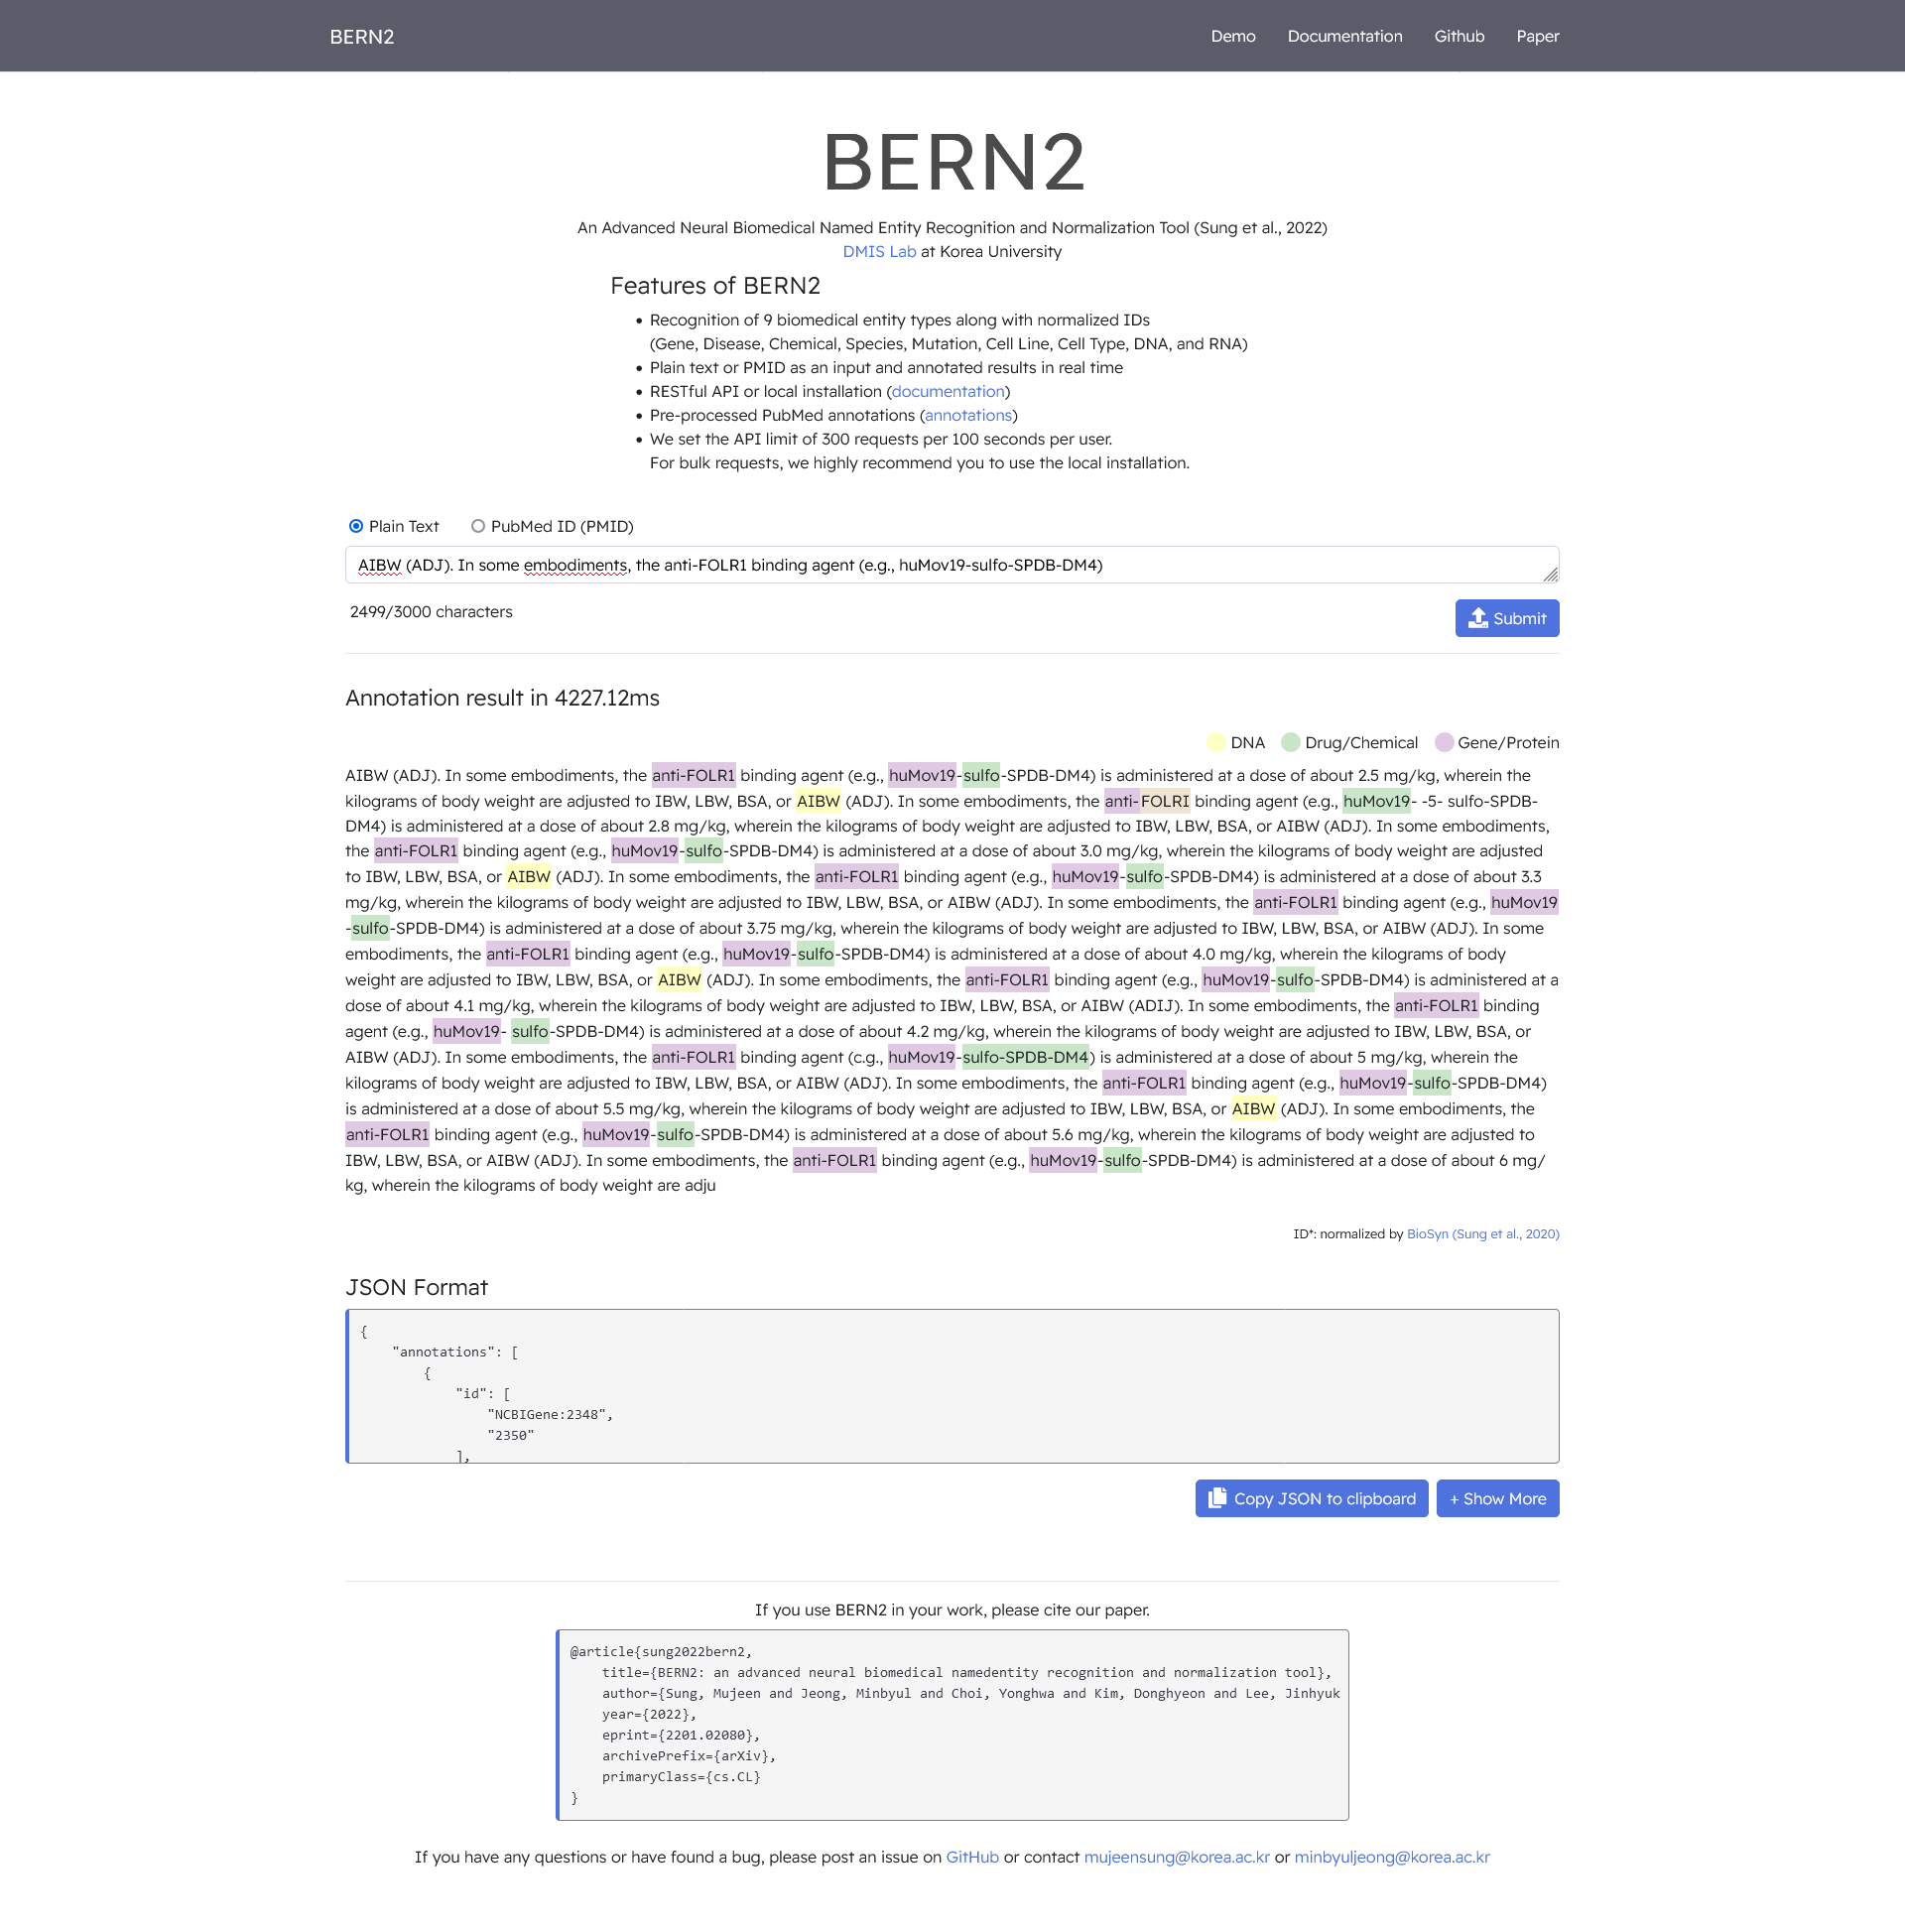 BERN2
Demo
Documentation
Github
Paper
BERN2
An Advanced Neural Biomedical Named Entity Recognition and Normalization Tool (Sung et al., 2022)
DMIS Lab at Korea University
Features of BERN2
• Recognition of 9 biomedical entity types along with normalized IDs
(Gene, Disease, Chemical, Species, Mutation, Cell Line, Cell Type, DNA, and RNA)
• Plain text or PMID as an input and annotated results in real time
• RESTful API or local installation (documentation)
• Pre-processed PubMed annotations (annotations)
• We set the API limit of 300 requests per 100 seconds per user.
For bulk requests, we highly recommend you to use the local installation.
Plain Text
PubMed ID (PMID)
AIBW (ADJ). In some embodiments, the anti-FOLR1 binding agent (e.g., huMov19-sulfo-SPDB-DM4)
2499/3000 characters
Submit
Annotation result in 4227.12ms
DNA
Drug/Chemical
Gene/Protein
AIBW (ADJ). In some embodiments, the anti-FOLR1 binding agent (e.g., huMov19-sulfo-SPDB-DM4) is administered at a dose of about 2.5 mg/kg, wherein the
kilograms of body weight are adjusted to IBW, LBW, BSA, or AIBW (ADJ). In some embodiments, the anti-FOLRI binding agent (e.g., huMov19- -5- sulfo-SPDB-
DM4) is administered at a dose of about 2.8 mg/kg, wherein the kilograms of body weight are adjusted to IBW, LBW, BSA, or AIBW (ADJ). In some embodiments,
the anti-FOLR1 binding agent (e.g., huMov19-sulfo-SPDB-DM4) is administered at a dose of about 3.0 mg/kg, wherein the kilograms of body weight are adjusted
to IBW, LBW, BSA, or AIBW (ADJ). In some embodiments, the anti-FOLR1 binding agent (e.g., huMov19-sulfo-SPDB-DM4) is administered at a dose of about 3.3
mg/kg, wherein the kilograms of body weight are adjusted to IBW, LBW, BSA, or AIBW (ADJ). In some embodiments, the anti-FOLR1 binding agent (e.g., huMov19
-sulfo-SPDB-DM4) is administered at a dose of about 3.75 mg/kg, wherein the kilograms of body weight are adjusted to IBW, LBW, BSA, or AIBW (ADJ). In some
embodiments, the anti-FOLR1 binding agent (e.g., huMov19-sulfo-SPDB-DM4) is administered at a dose of about 4.0 mg/kg, wherein the kilograms of body
weight are adjusted to IBW, LBW, BSA, or AIBW (ADJ). In some embodiments, the anti-FOLR1 binding agent (e.g., huMov19-sulfo-SPDB-DM4) is administered at a
dose of about 4.1 mg/kg, wherein the kilograms of body weight are adjusted to IBW, LBW, BSA, or AIBW (ADIJ). In some embodiments, the anti-FOLR1 binding
agent (e.g., huMov19- sulfo-SPDB-DM4) is administered at a dose of about 4.2 mg/kg, wherein the kilograms of body weight are adjusted to IBW, LBW, BSA, or
AIBW (ADJ). In some embodiments, the anti-FOLR1 binding agent (c.g., huMov19-sulfo-SPDB-DM4) is administered at a dose of about 5 mg/kg, wherein the
kilograms of body weight are adjusted to IBW, LBW, BSA, or AIBW (ADJ). In some embodiments, the anti-FOLR1 binding agent (e.g., huMov19-sulfo-SPDB-DM4)
is administered at a dose of about 5.5 mg/kg, wherein the kilograms of body weight are adjusted to IBW, LBW, BSA, or AIBW (ADJ). In some embodiments, the
anti-FOLR1 binding agent (e.g., huMov19-sulfo-SPDB-DM4) is administered at a dose of about 5.6 mg/kg, wherein the kilograms of body weight are adjusted to
IBW, LBW, BSA, or AIBW (ADJ). In some embodiments, the anti-FOLR1 binding agent (e.g., huMov19-sulfo-SPDB-DM4) is administered at a dose of about 6 mg/
kg, wherein the kilograms of body weight are adju
ID*: normalized by BioSyn (Sung et al., 2020)
JSON Format
{
"annotations": [
{
"id": [
"NCBIGene:2348",
"2350"
],
Copy JSON to clipboard
+ Show More
If you use BERN2 in your work, please cite our paper.
@article{sung2022bern2,
title={BERN2: an advanced neural biomedical namedentity recognition and normalization tool},
author={Sung, Mujeen and Jeong, Minbyul and Choi, Yonghwa and Kim, Donghyeon and Lee, Jinhyuk
year={2022},
eprint={2201.02080},
archivePrefix={arXiv},
primaryClass={cs.CL}
}
If you have any questions or have found a bug, please post an issue on GitHub or contact mujeensung@korea.ac.kr or minbyuljeong@korea.ac.kr